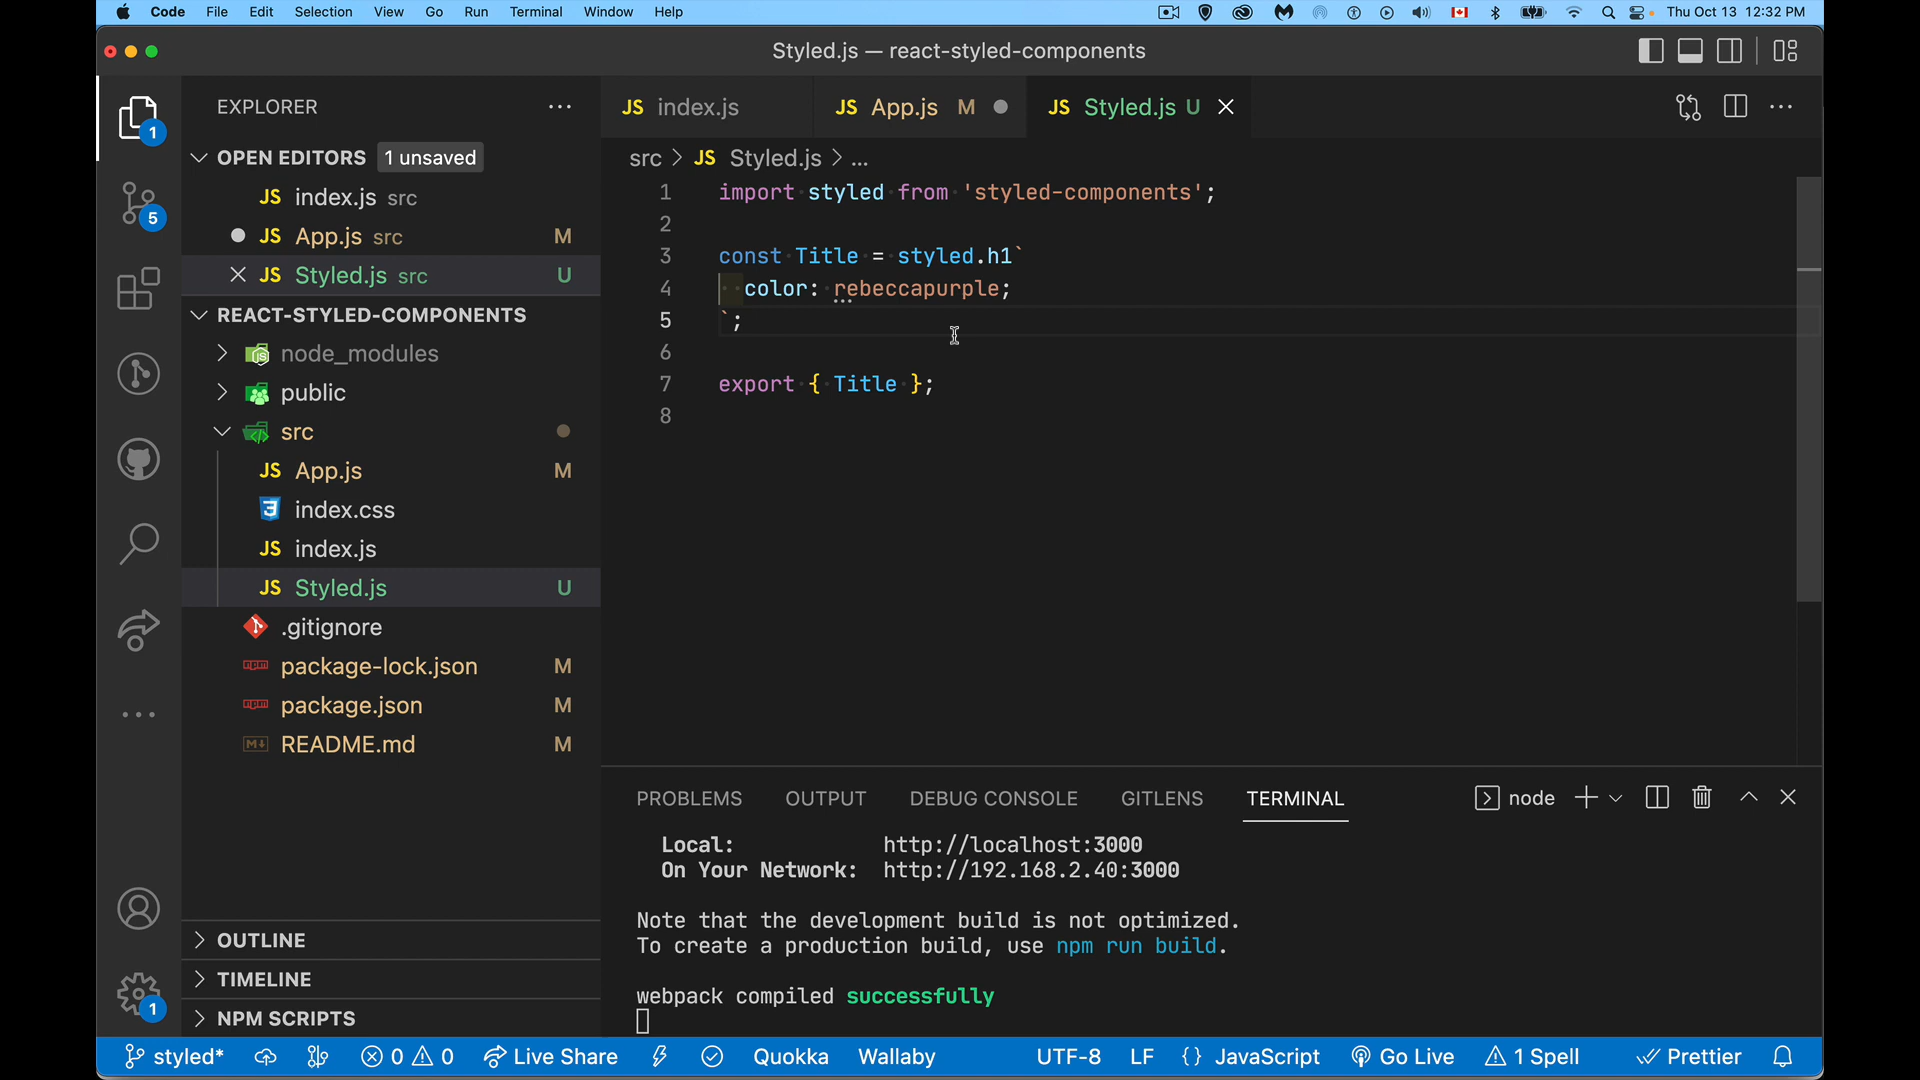 Code File Edit Selection View Go Run Terminal Window Help Thu Oct 13 12:32 PM
Styled.js — react-styled-components
EXPLORER
OPEN EDITORS 1 unsaved
JS index.js src
JS App.js src M
JS Styled.js src U
REACT-STYLED-COMPONENTS
node_modules
public
src
JS App.js M
index.css
JS index.js
JS Styled.js U
.gitignore
package-lock.json M
package.json M
README.md M
OUTLINE
TIMELINE
NPM SCRIPTS
1
5
1
JS index.js JS App.js M JS Styled.js U
src > JS Styled.js > ...
1 import styled from 'styled-components';
2
3 const Title = styled.h1`
4 color: rebeccapurple;
5 `;
6
7 export { Title };
8
PROBLEMS OUTPUT DEBUG CONSOLE GITLENS TERMINAL node
Local: http://localhost:3000
On Your Network: http://192.168.2.40:3000
Note that the development build is not optimized.
To create a production build, use npm run build.
webpack compiled successfully
styled* 0 0 Live Share Quokka Wallaby UTF-8 LF {} JavaScript Go Live 1 Spell Prettier